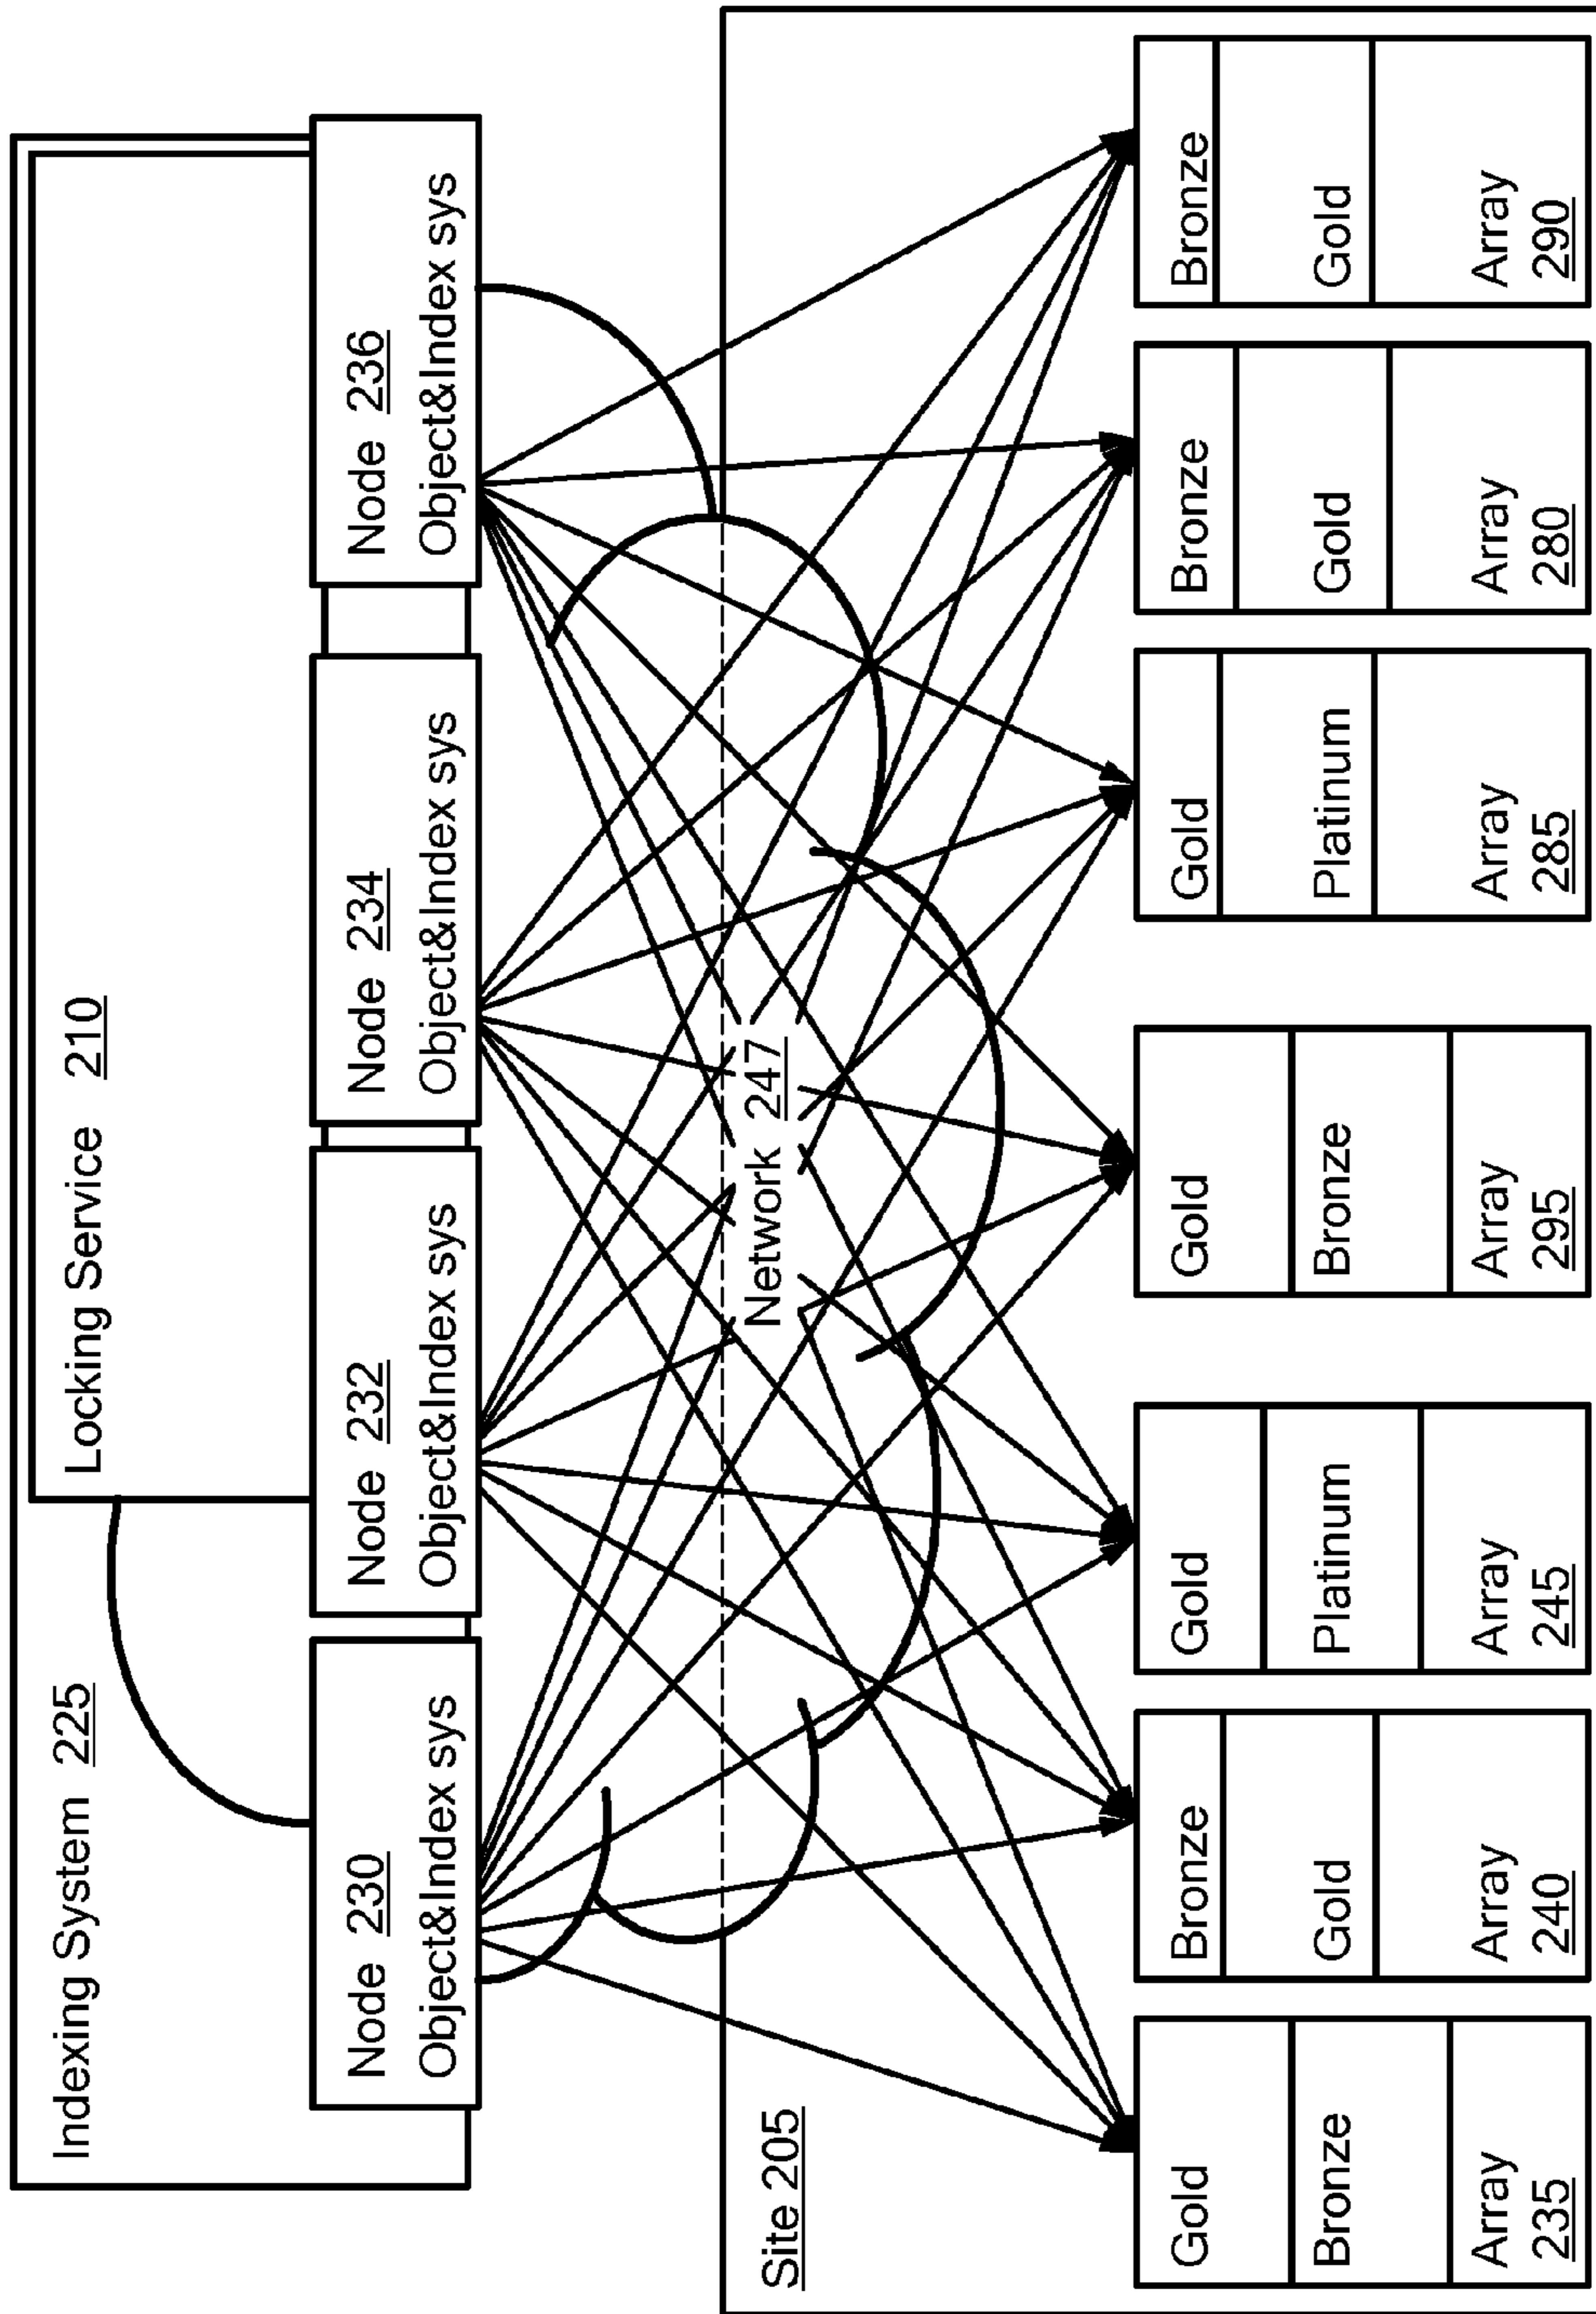 Indexing System 225
Locking Service 210
Node 230
Object&Index sys
Node 232
Object&Index sys
Node 234
Object&Index sys
Node 236
Object&Index sys
Site 205
Network 247
Gold
Bronze
Array
235
Bronze
Gold
Array
240
Gold
Platinum
Array
245
Gold
Bronze
Array
295
Gold
Platinum
Array
285
Bronze
Gold
Array
280
Bronze
Gold
Array
290